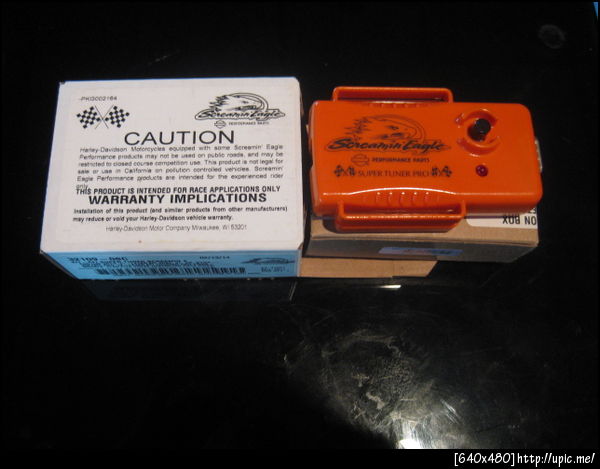 -PKG002164
Screamin' Eagle
PERFORMANCE PARTS
CAUTION
Harley-Davidson Motorcycles equipped with some Screamin' Eagle
Performance products may not be used on public roads, and may be
restricted to closed course competition use. This product is not legal for
sale or use in California on pollution controlled vehicles. Screamin'
Eagle Performance products are intended for the experienced rider
only.
THIS PRODUCT IS INTENDED FOR RACE APPLICATIONS ONLY
WARRANTY IMPLICATIONS
Installation of this product (and similar products from other manufacturers)
may reduce or void your Harley-Davidson vehicle warranty.
Harley-Davidson Motor Company Milwaukee, WI 53201
32109-08C
Screamin' Eagle
PERFORMANCE PARTS
SUPER TUNER PRO
ON BOX
[640x480]http://upic.me/